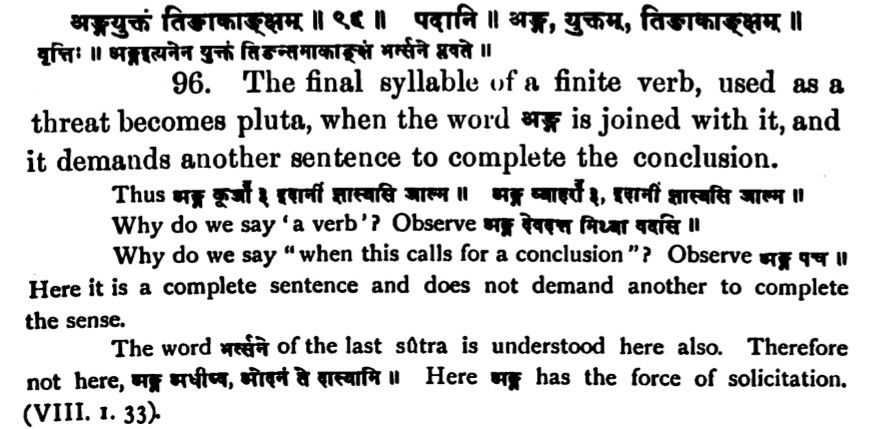 अङ्गयुक्तं तिङाकाङ्क्षम् ॥ ९६ ॥ पदानि ॥ अङ्ग, युक्तम्, तिङाकाङ्क्षम् ॥
वृत्तिः ॥ अङ्गइत्यनेन युक्तं तिङन्तमाकाङ्क्षं भर्त्सने प्लवते ॥
96. The final syllable of a finite verb, used as a
threat becomes pluta, when the word अङ्ग is joined with it, and
it demands another sentence to complete the conclusion.
Thus अङ्ग कूजाँ ३ इदानीं ज्ञास्यसि जाल्म ॥ अङ्ग व्याहराँ ३, इदानीं ज्ञास्यसि जाल्म ॥
Why do we say 'a verb'? Observe अङ्ग देवदत्त मिथ्या वदसि ॥
Why do we say "when this calls for a conclusion"? Observe अङ्ग पच ॥
Here it is a complete sentence and does not demand another to complete
the sense.
The word भर्त्सने of the last sûtra is understood here also. Therefore
not here, अङ्ग अधीष्व, ओदनं ते दास्यामि ॥ Here अङ्ग has the force of solicitation.
(VIII. 1. 33).